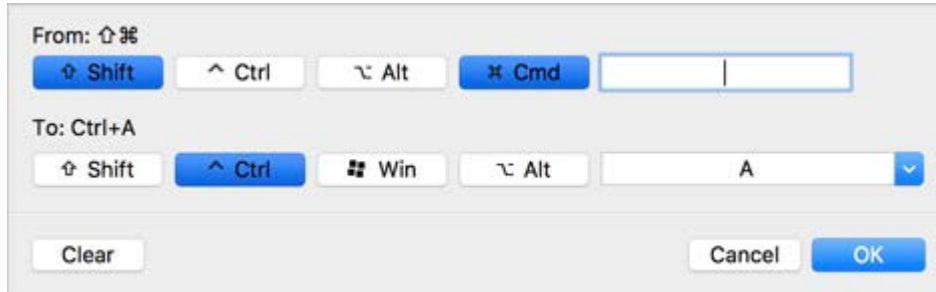 From: ⇧⌘
⇧ Shift ^ Ctrl ⌥ Alt ⌘ Cmd
To: Ctrl+A
⇧ Shift ^ Ctrl Win ⌥ Alt A
Clear Cancel OK